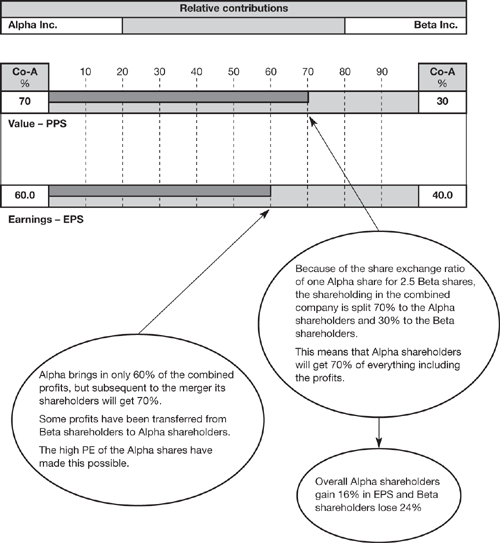 Relative contributions
Alpha Inc. Beta Inc.
Co-A % 10 20 30 40 50 60 70 80 90 Co-A %
70 30
Value – PPS
60.0 40.0
Earnings – EPS
Because of the share exchange ratio
of one Alpha share for 2.5 Beta shares,
the shareholding in the combined
company is split 70% to the Alpha
shareholders and 30% to the Beta
shareholders.
This means that Alpha shareholders
will get 70% of everything including
the profits.
Alpha brings in only 60% of the combined
profits, but subsequent to the merger its
shareholders will get 70%.
Some profits have been transferred from
Beta shareholders to Alpha shareholders.
The high PE of the Alpha shares have
made this possible.
Overall Alpha shareholders
gain 16% in EPS and Beta
shareholders lose 24%